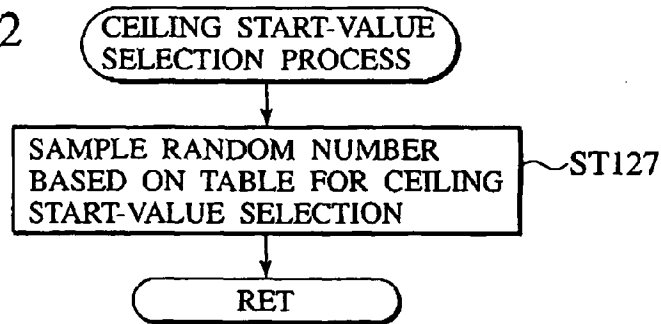 2
CEILING START-VALUE
SELECTION PROCESS
SAMPLE RANDOM NUMBER
BASED ON TABLE FOR CEILING
START-VALUE SELECTION
ST127
RET